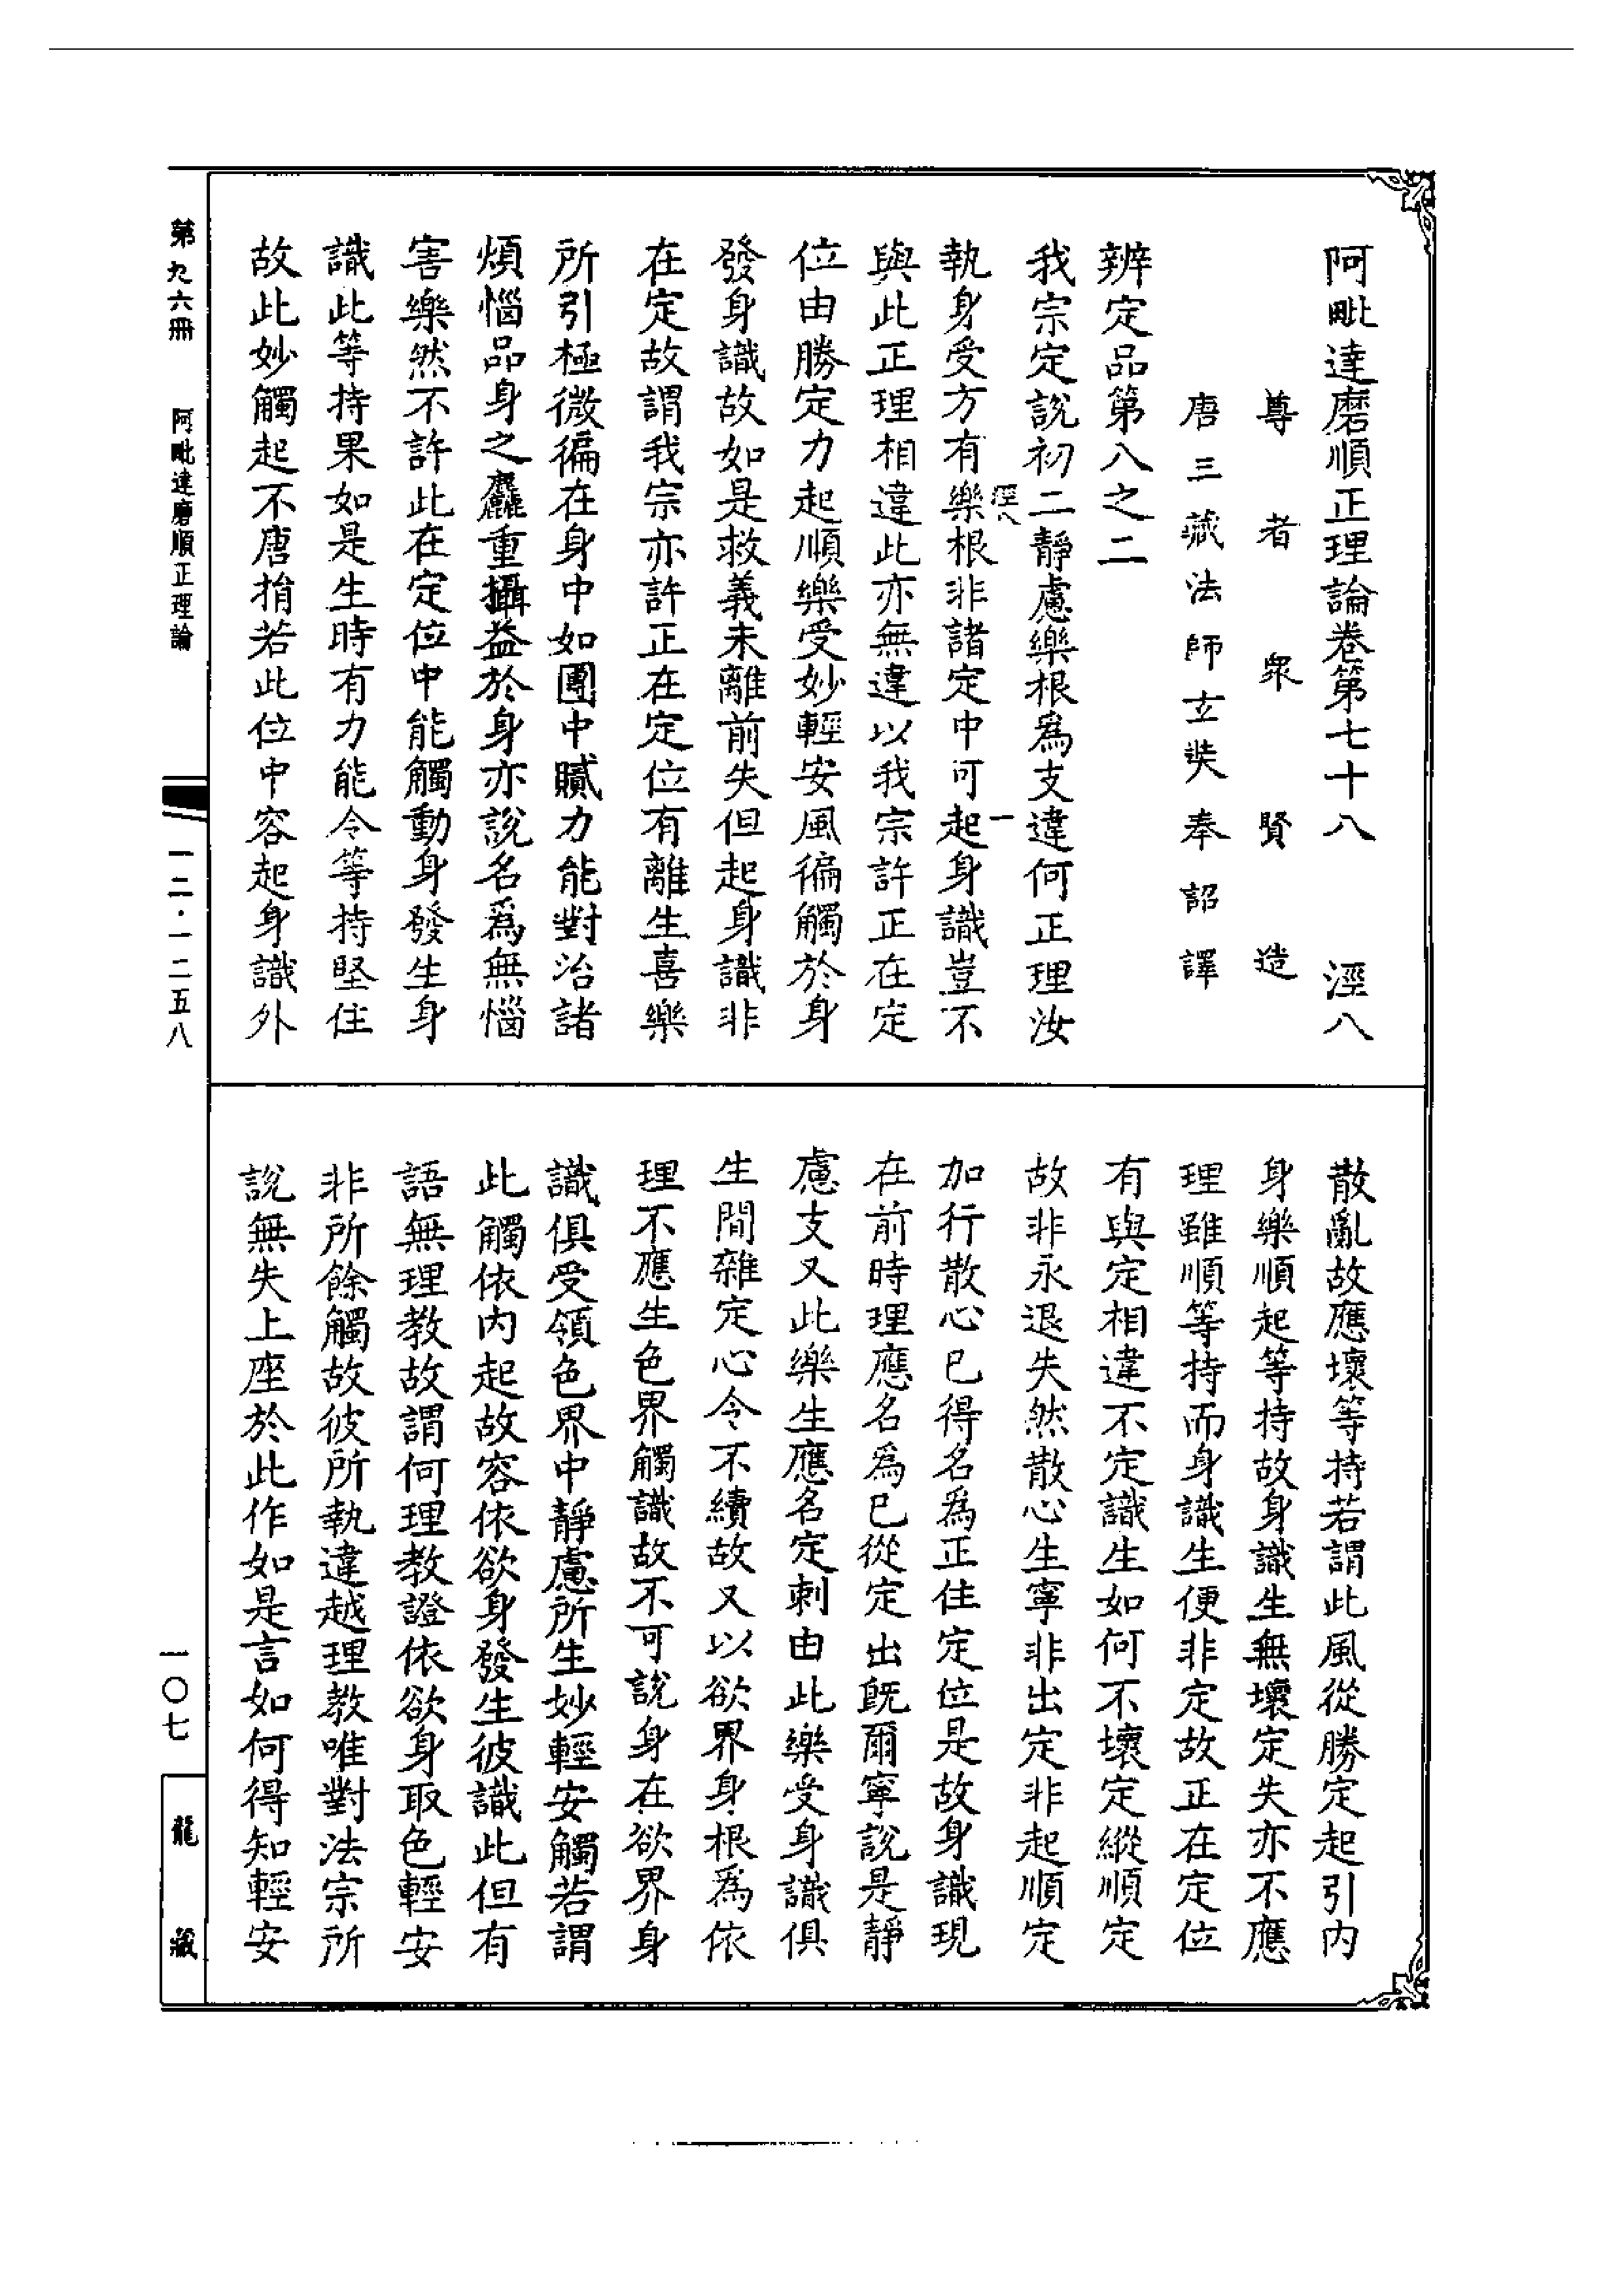 阿毗達磨順正理論卷第七十八　涇八
尊者衆賢造
唐三藏法師玄奘奉詔譯
辨定品第八之二
我宗定說初二靜慮樂根爲支違何正理汝
涇八　一
執身受方有樂根非諸定中可起身識豈不
與此正理相違此亦無違以我宗許正在定
位由勝定力起順樂受妙輕安風徧觸於身
發身識故如是救義未離前失但起身識非
在定故謂我宗亦許正在定位有離生喜樂
所引極微徧在身中如團中膩力能對治諸
煩惱品身之麤重攝益於身亦說名爲無惱
害樂然不許此在定位中能觸動身發生身
識此等持果如是生時有力能令等持堅住
故此妙觸起不唐捐若此位中容起身識外
散亂故應壞等持若謂此風從勝定起引內
身樂順起等持故身識生無壞定失亦不應
理雖順等持而身識生便非定故正在定位
有與定相違不定識生如何不壞定縱順定
故非永退失然散心生寧非出定非起順定
加行散心已得名爲正住定位是故身識現
在前時理應名爲已從定出旣爾寧說是靜
慮支又此樂生應名定刺由此樂受身識俱
生間雜定心令不續故又以欲界身根爲依
理不應生色界觸識故不可說身在欲界身
識俱受領色界中靜慮所生妙輕安觸若謂
此觸依內起故容依欲身發生彼識此但有
語無理教故謂何理教證依欲身取色輕安
非所餘觸故彼所執違越理教唯對法宗所
說無失上座於此作如是言如何得知輕安
第九六冊　阿毗達磨順正理論　一二·一二五八　一〇七　龍藏